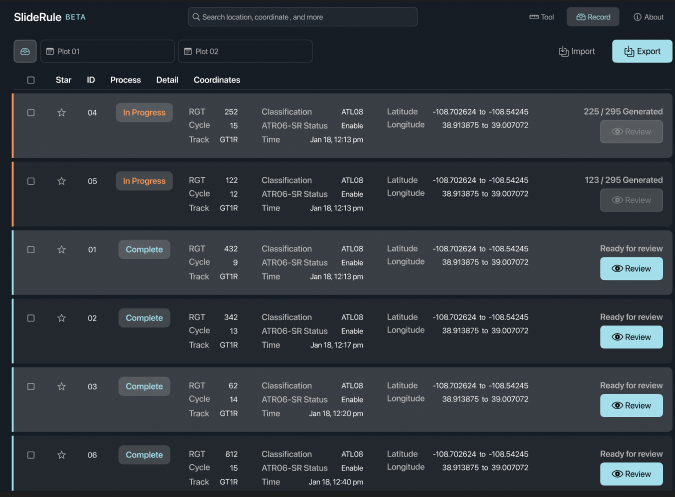 SlideRule BETA
Search location, coordinate , and more
Tool
Record
About
Plot 01
Plot 02
Import
Export
Star ID Process Detail Coordinates
04 In Progress RGT 252 Classification ATL08 Latitude -108.702624 to -108.54245 225 / 295 Generated
Cycle 15 ATR06-SR Status Enable Longitude 38.913875 to 39.007072 Review
Track GT1R Time Jan 18, 12:13 pm
05 In Progress RGT 122 Classification ATL08 Latitude -108.702624 to -108.54245 123 / 295 Generated
Cycle 12 ATR06-SR Status Enable Longitude 38.913875 to 39.007072 Review
Track GT1R Time Jan 18, 12:13 pm
01 Complete RGT 432 Classification ATL08 Latitude -108.702624 to -108.54245 Ready for review
Cycle 9 ATR06-SR Status Enable Longitude 38.913875 to 39.007072 Review
Track GT1R Time Jan 18, 12:13 pm
02 Complete RGT 342 Classification ATL08 Latitude -108.702624 to -108.54245 Ready for review
Cycle 13 ATR06-SR Status Enable Longitude 38.913875 to 39.007072 Review
Track GT1R Time Jan 18, 12:17 pm
03 Complete RGT 62 Classification ATL08 Latitude -108.702624 to -108.54245 Ready for review
Cycle 14 ATR06-SR Status Enable Longitude 38.913875 to 39.007072 Review
Track GT1R Time Jan 18, 12:20 pm
06 Complete RGT 812 Classification ATL08 Latitude -108.702624 to -108.54245 Ready for review
Cycle 15 ATR06-SR Status Enable Longitude 38.913875 to 39.007072 Review
Track GT1R Time Jan 18, 12:40 pm